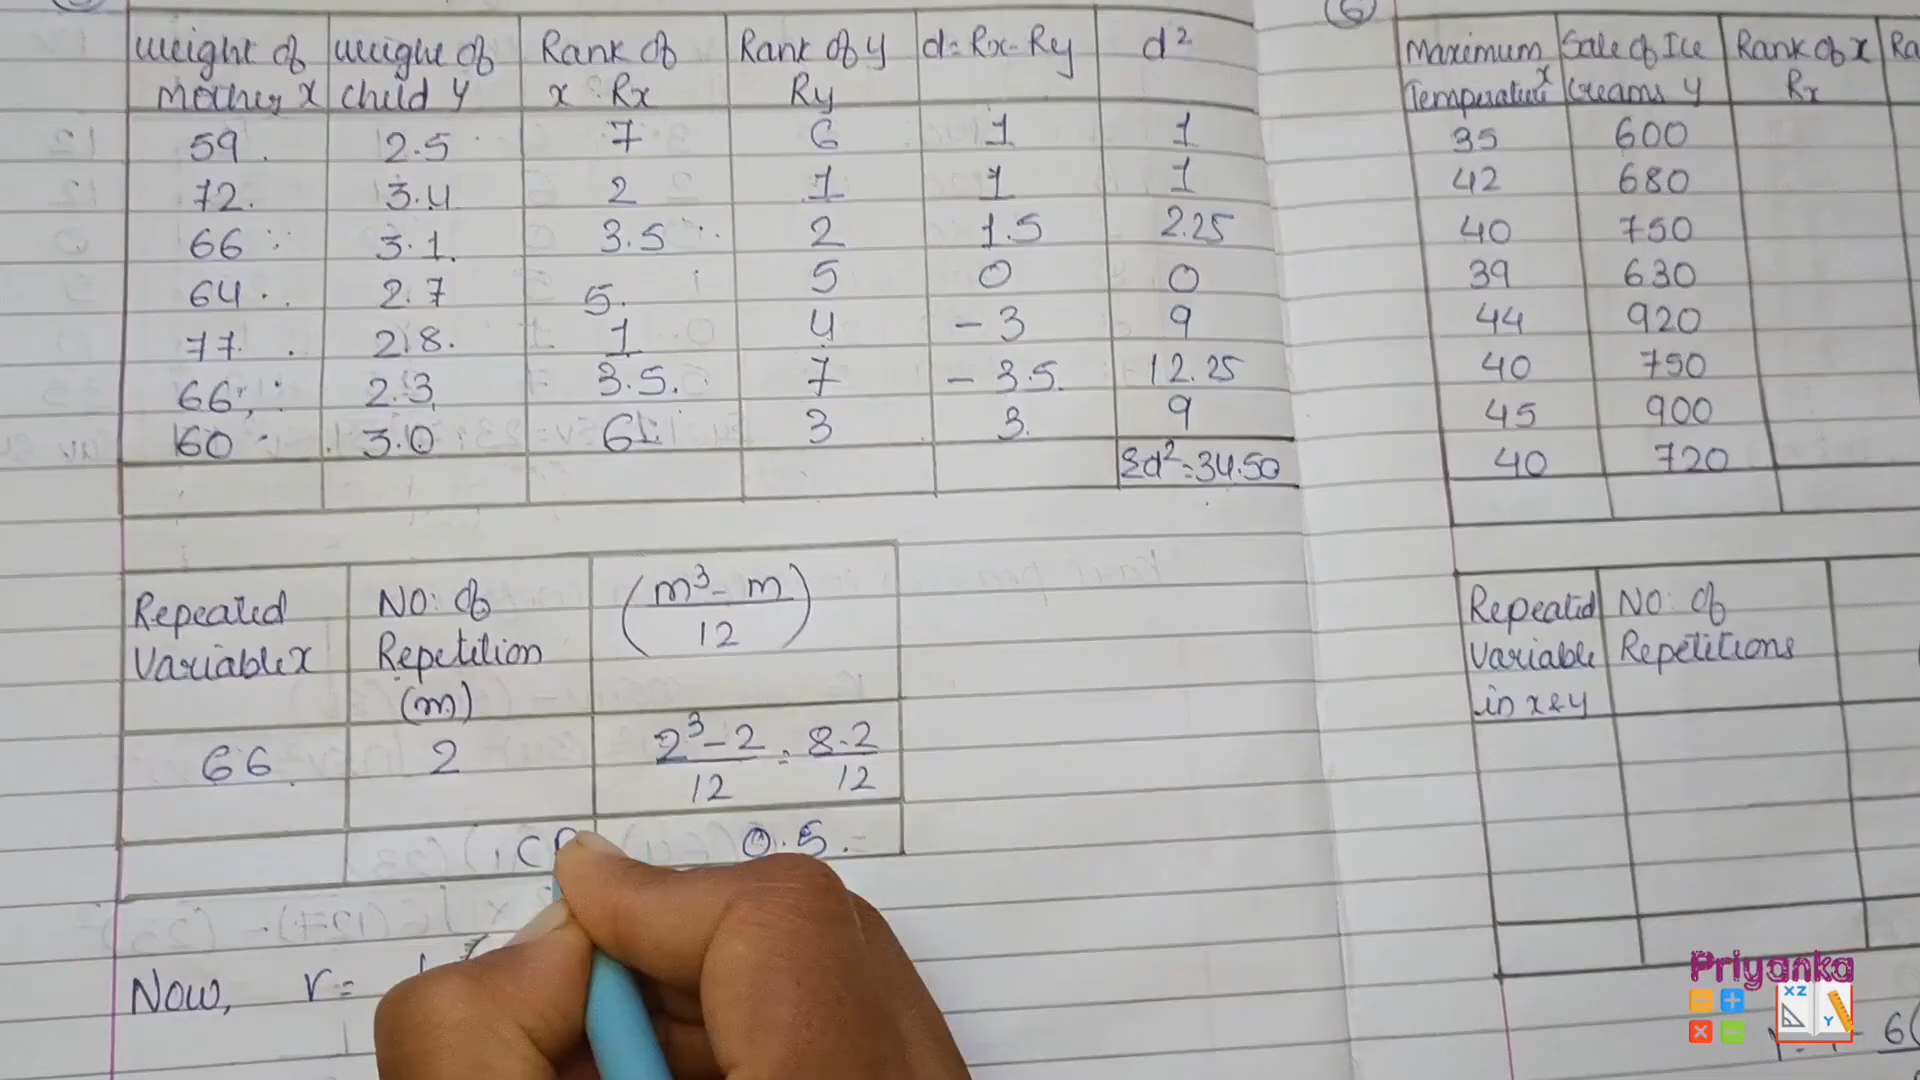 Weight of Mother x | Weight of child y | Rank of x Rx | Rank of y Ry | d=Rx-Ry | d²
59 | 2.5 | 7 | 6 | 1 | 1
72 | 3.4 | 2 | 1 | 1 | 1
66 | 3.1 | 3.5 | 2 | 1.5 | 2.25
64 | 2.7 | 5 | 5 | 0 | 0
77 | 2.8 | 1 | 4 | -3 | 9
66 | 2.3 | 3.5 | 7 | -3.5 | 12.25
60 | 3.0 | 6 | 3 | 3 | 9
Σd²=34.50
Repeated Variable x | No: of Repetition (m) | (m³-m / 12)
66 | 2 | 2³-2 / 12 = 8-2 / 12
0.5
Now, r=
6
Maximum Temperature x | Sale of Ice creams y | Rank of x Rx | Ra
35 | 600
42 | 680
40 | 750
39 | 630
44 | 920
40 | 750
45 | 900
40 | 720
Repeated Variable in x & y | No: of Repetitions
Priyanka
XZ
Y